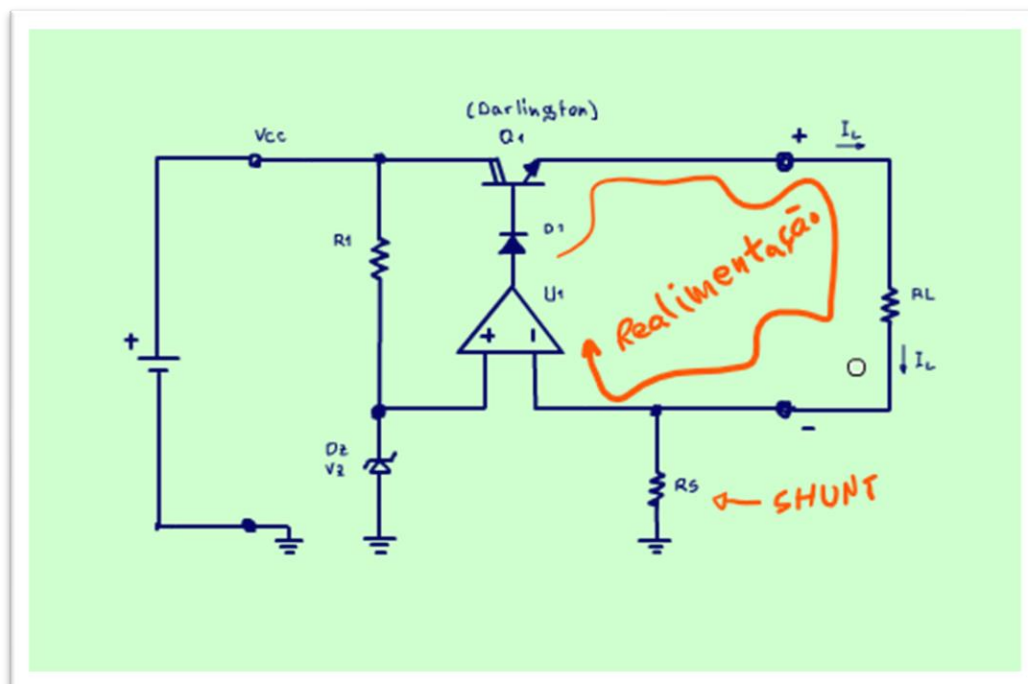 (Darlington)
Q1
Vcc
+
IL
R1
D1
Realimentação
U1
+
RL
+ -
IL
-
Dz
Vz
Rs
SHUNT